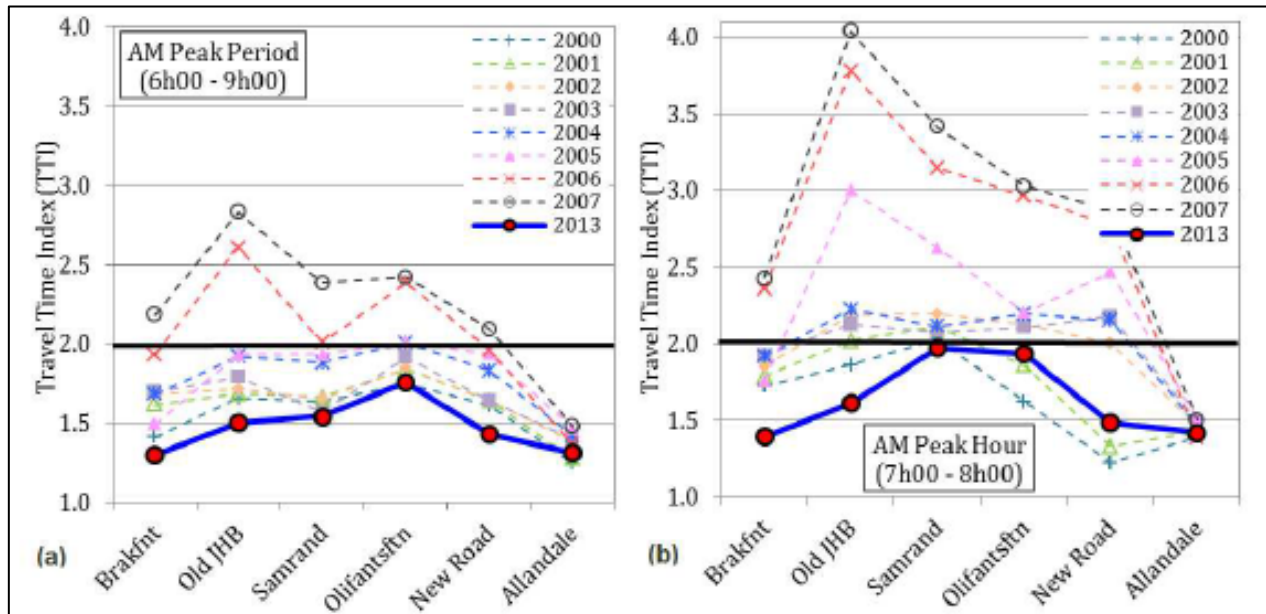 AM Peak Period
(6h00 - 9h00)
Travel Time Index (TTI)
4.0
3.5
3.0
2.5
2.0
1.5
1.0
2000
2001
2002
2003
2004
2005
2006
2007
2013
Brakfnt
Old JHB
Samrand
Olifantsftn
New Road
Allandale
(a)
AM Peak Hour
(7h00 - 8h00)
Travel Time Index (TTI)
4.0
3.5
3.0
2.5
2.0
1.5
1.0
2000
2001
2002
2003
2004
2005
2006
2007
2013
Brakfnt
Old JHB
Samrand
Olifantsftn
New Road
Allandale
(b)